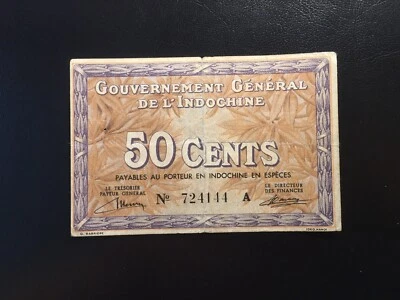 GOUVERNEMENT GÉNÉRAL
DE L'INDOCHINE
50 CENTS
PAYABLES AU PORTEUR EN INDOCHINE EN ESPÈCES
LE TRÉSORIER
PAYEUR GÉNÉRAL
LE DIRECTEUR
DES FINANCES
No 724144 A